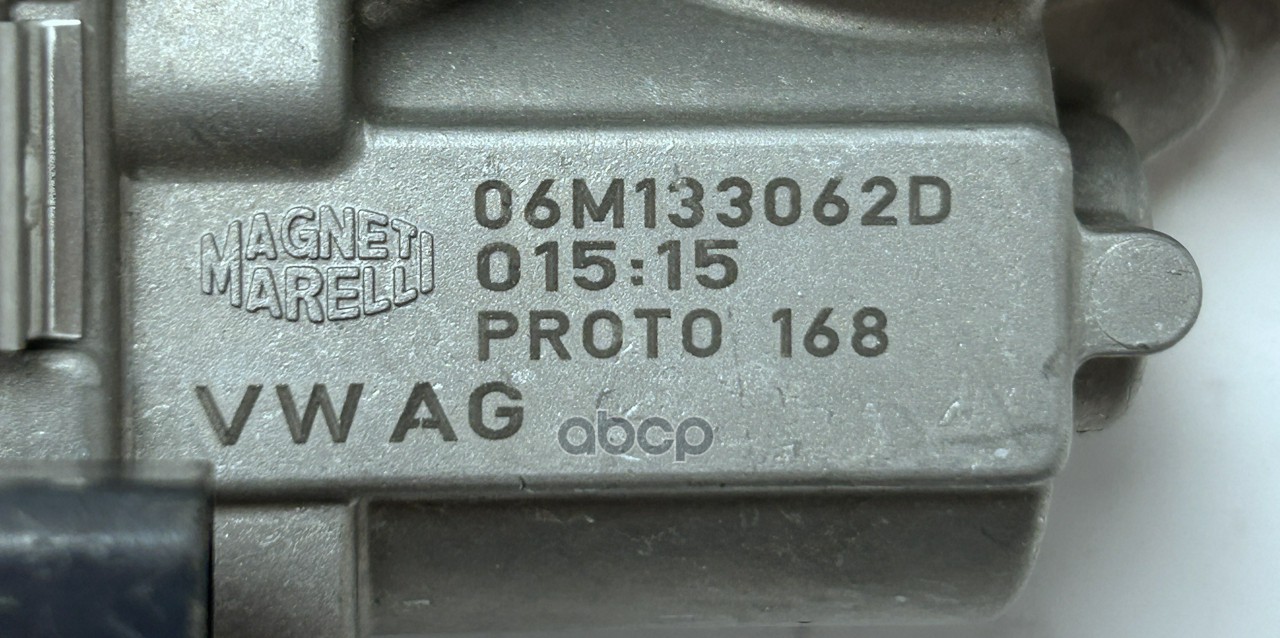 06M133062D
MAGNETI
MARELLI
015:15
PROTO 168
VW AG
abcp